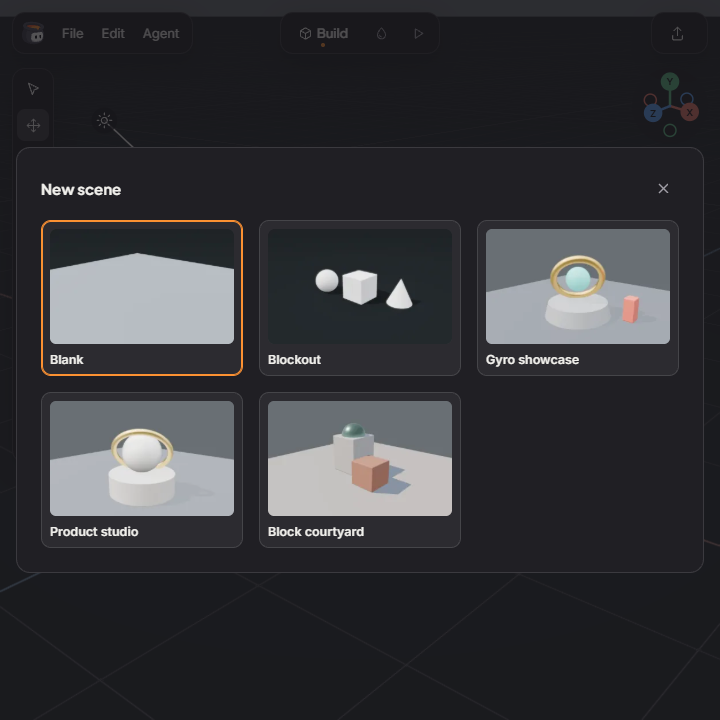 File Edit Agent
Build
Y
Z
X
New scene
Blank
Blockout
Gyro showcase
Product studio
Block courtyard